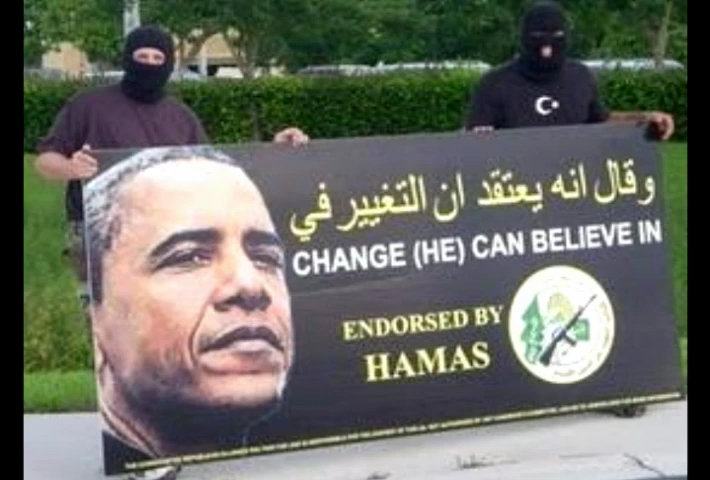 وقال انه يعتقد ان التغيير في
CHANGE (HE) CAN BELIEVE IN
ENDORSED BY
HAMAS